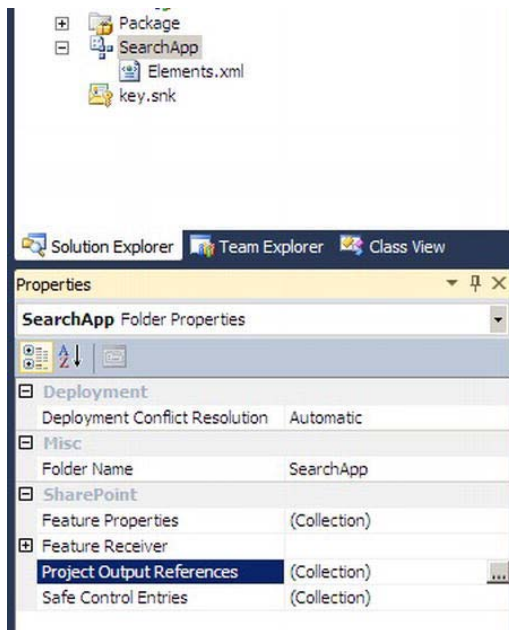 Package
SearchApp
Elements.xml
key.snk
Solution Explorer Team Explorer Class View
Properties
SearchApp Folder Properties
Deployment
Deployment Conflict Resolution Automatic
Misc
Folder Name SearchApp
SharePoint
Feature Properties (Collection)
Feature Receiver
Project Output References (Collection) ...
Safe Control Entries (Collection)